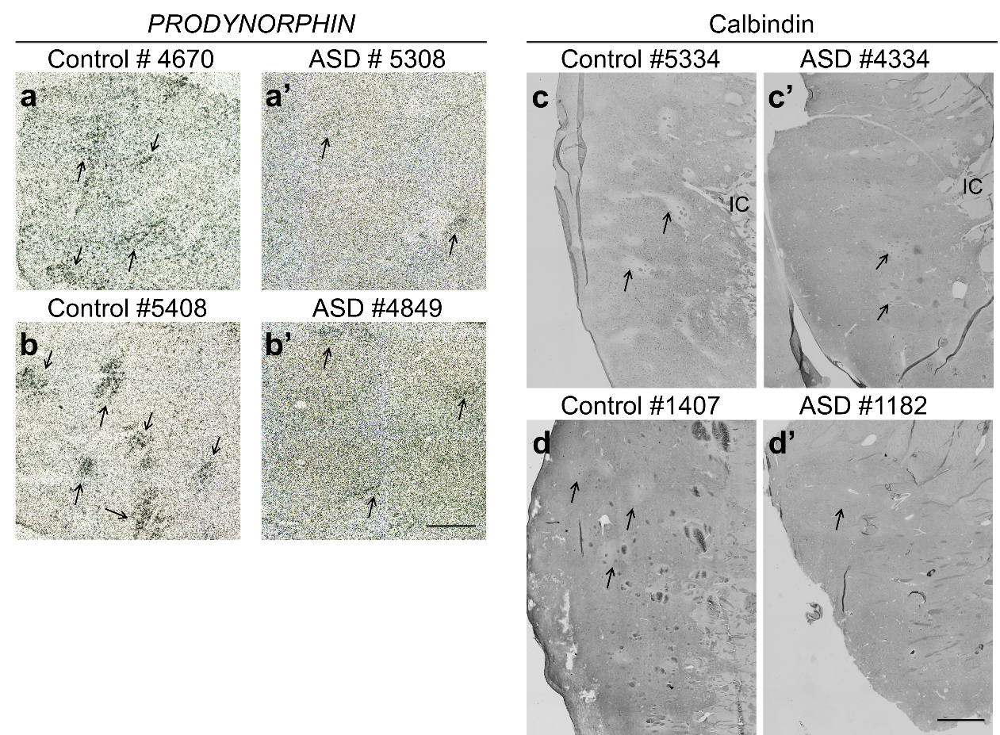 PRODYNORPHIN
Control # 4670
ASD # 5308
a
a’
Control #5408
ASD #4849
b
b’
Calbindin
Control #5334
ASD #4334
c
c’
IC
IC
Control #1407
ASD #1182
d
d’